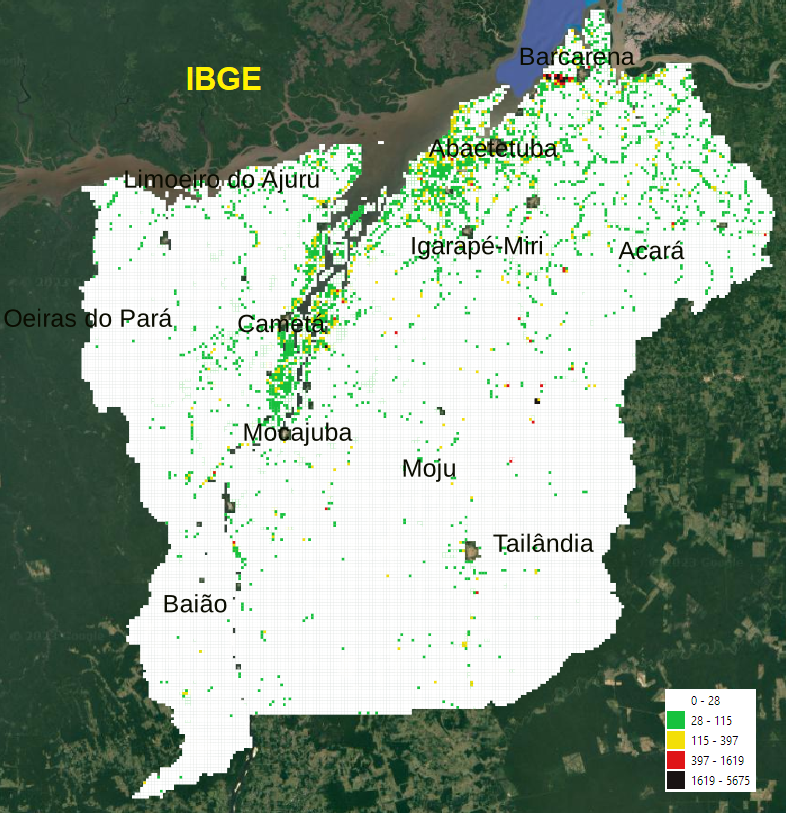 Barcarena
IBGE
Abaetetuba
Limoeiro do Ajuru
Igarapé-Miri
Acará
Oeiras do Pará
Cametá
Mocajuba
Moju
Tailândia
Baião
0 - 28
28 - 115
115 - 397
397 - 1619
1619 - 5675